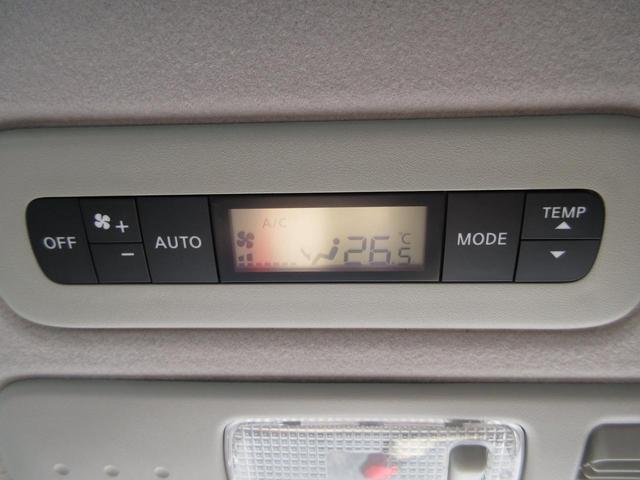 OFF
+
−
AUTO
A/C
26.5 °C
MODE
TEMP